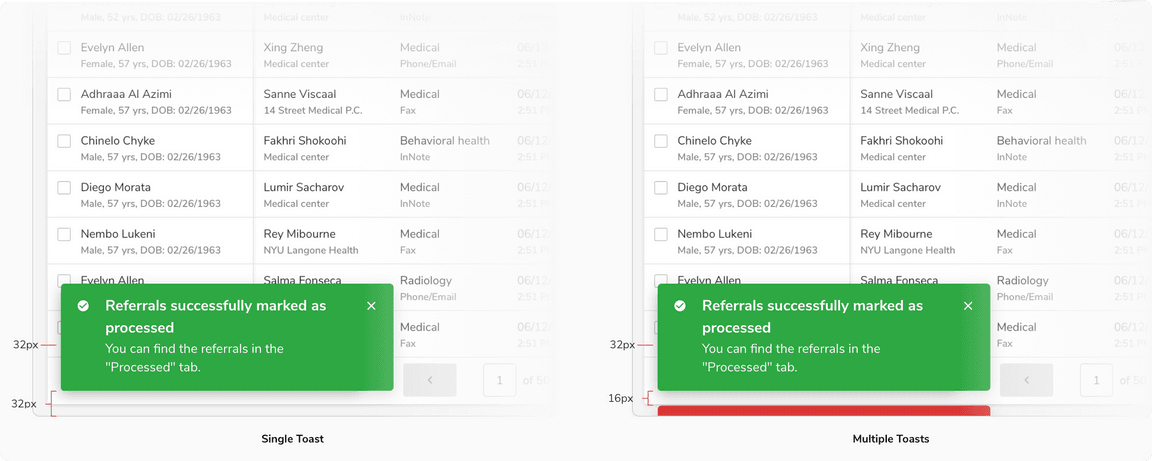 Male, 52 yrs, DOB: 02/26/1963
InNote
Evelyn Allen Xing Zheng Medical 06/12
Female, 57 yrs, DOB: 02/26/1963 Medical center Phone/Email 2:51
Adhraaa Al Azimi Sanne Viscaal Medical 06/12
Female, 57 yrs, DOB: 02/26/1963 14 Street Medical P.C. Fax 2:51
Chinelo Chyke Fakhri Shokoohi Behavioral health 06/12
Male, 57 yrs, DOB: 02/26/1963 Medical center InNote 2:51
Diego Morata Lumir Sacharov Medical 06/12
Male, 57 yrs, DOB: 02/26/1963 Medical center InNote 2:51
Nembo Lukeni Rey Mibourne Medical 06/12
Male, 57 yrs, DOB: 02/26/1963 NYU Langone Health Fax 2:51
Evelyn Allen Salma Fonseca Radiology 06/12
Phone/Email 2:51
Referrals successfully marked as
processed
You can find the referrals in the
"Processed" tab.
Medical 06/12
Fax 2:51
32px
32px
1 of 50
Single Toast
Male, 52 yrs, DOB: 02/26/1963
InNote
Evelyn Allen Xing Zheng Medical 06/12
Female, 57 yrs, DOB: 02/26/1963 Medical center Phone/Email 2:51
Adhraaa Al Azimi Sanne Viscaal Medical 06/12
Female, 57 yrs, DOB: 02/26/1963 14 Street Medical P.C. Fax 2:51
Chinelo Chyke Fakhri Shokoohi Behavioral health 06/12
Male, 57 yrs, DOB: 02/26/1963 Medical center InNote 2:51
Diego Morata Lumir Sacharov Medical 06/12
Male, 57 yrs, DOB: 02/26/1963 Medical center InNote 2:51
Nembo Lukeni Rey Mibourne Medical 06/12
Male, 57 yrs, DOB: 02/26/1963 NYU Langone Health Fax 2:51
Evelyn Allen Salma Fonseca Radiology 06/12
Phone/Email 2:51
Referrals successfully marked as
processed
You can find the referrals in the
"Processed" tab.
Medical 06/12
Fax 2:51
32px
16px
1 of 50
Multiple Toasts